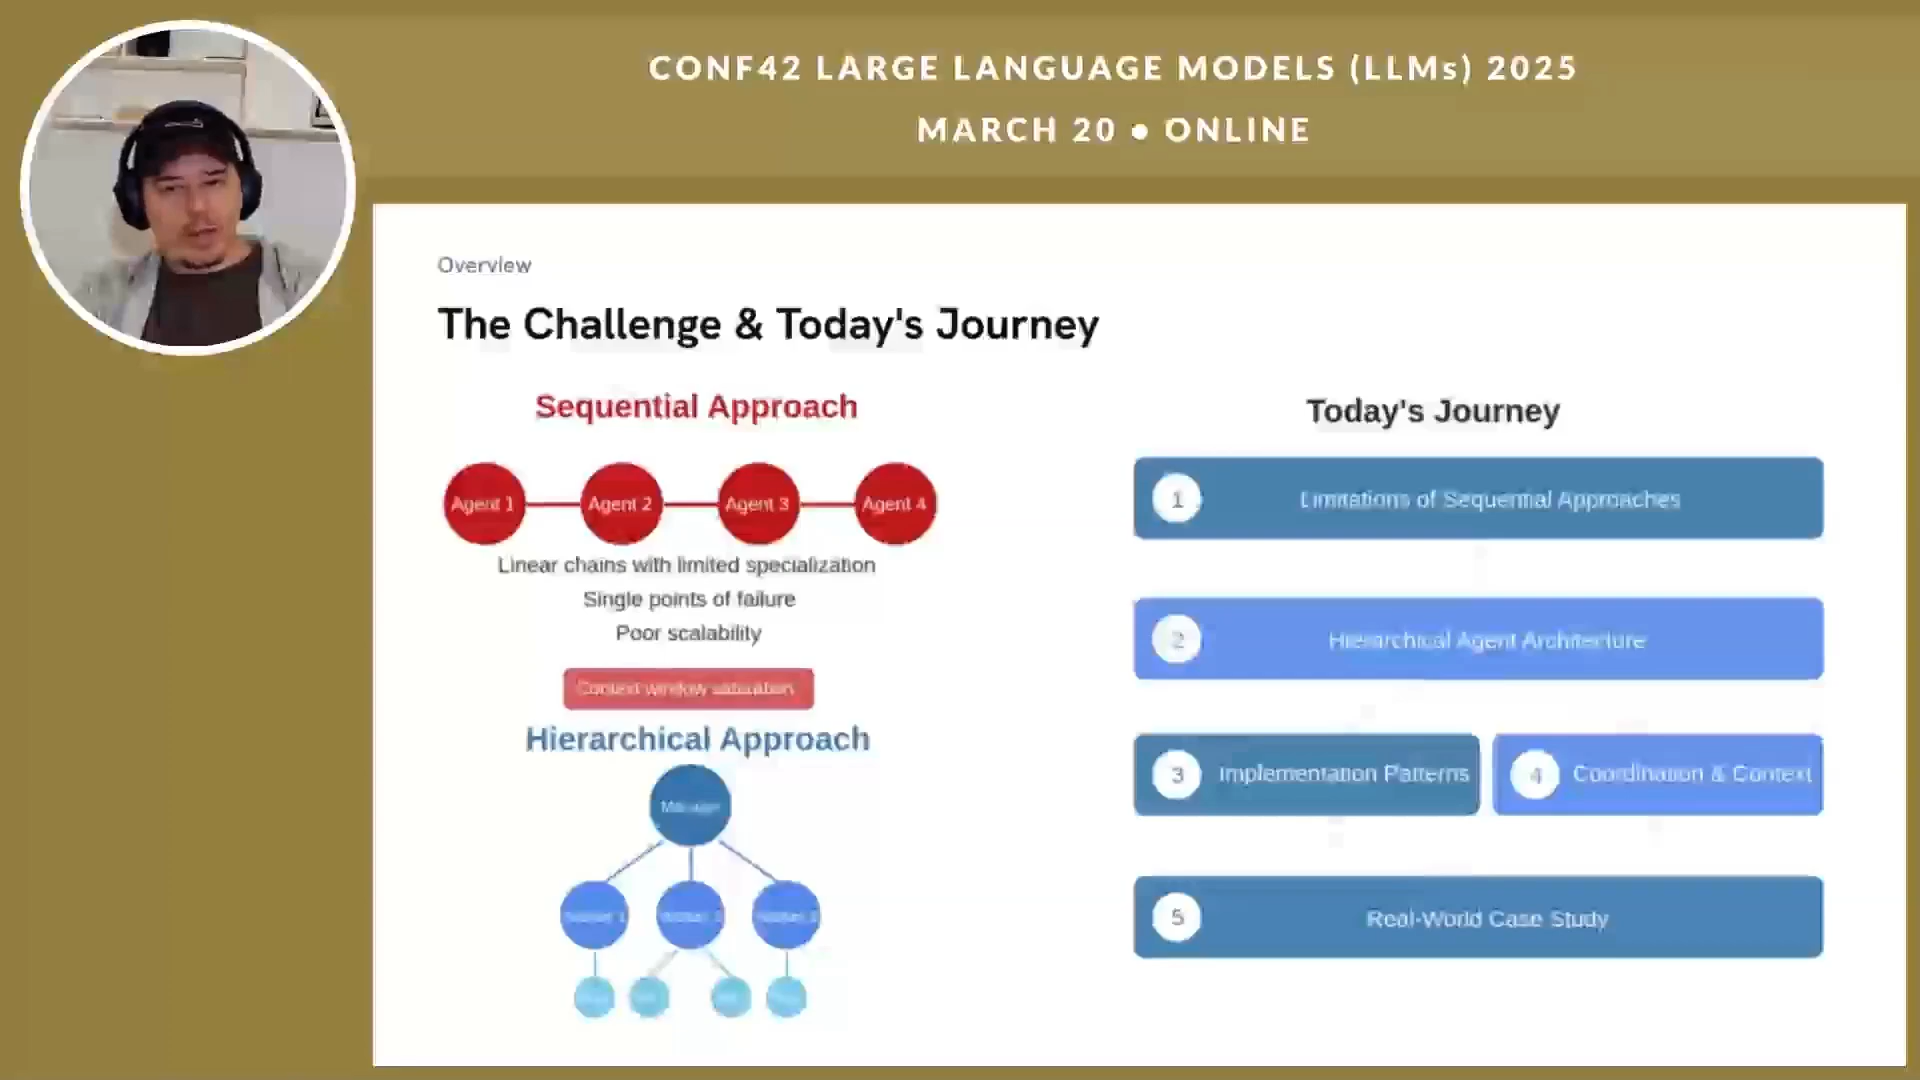 CONF42 LARGE LANGUAGE MODELS (LLMs) 2025
MARCH 20 • ONLINE
Overview
The Challenge & Today's Journey
Sequential Approach
Agent 1
Agent 2
Agent 3
Agent 4
Linear chains with limited specialization
Single points of failure
Poor scalability
Context window saturation
Hierarchical Approach
Today's Journey
1
Limitations of Sequential Approaches
2
Hierarchical Agent Architecture
3
Implementation Patterns
4
Coordination & Context
5
Real-World Case Study